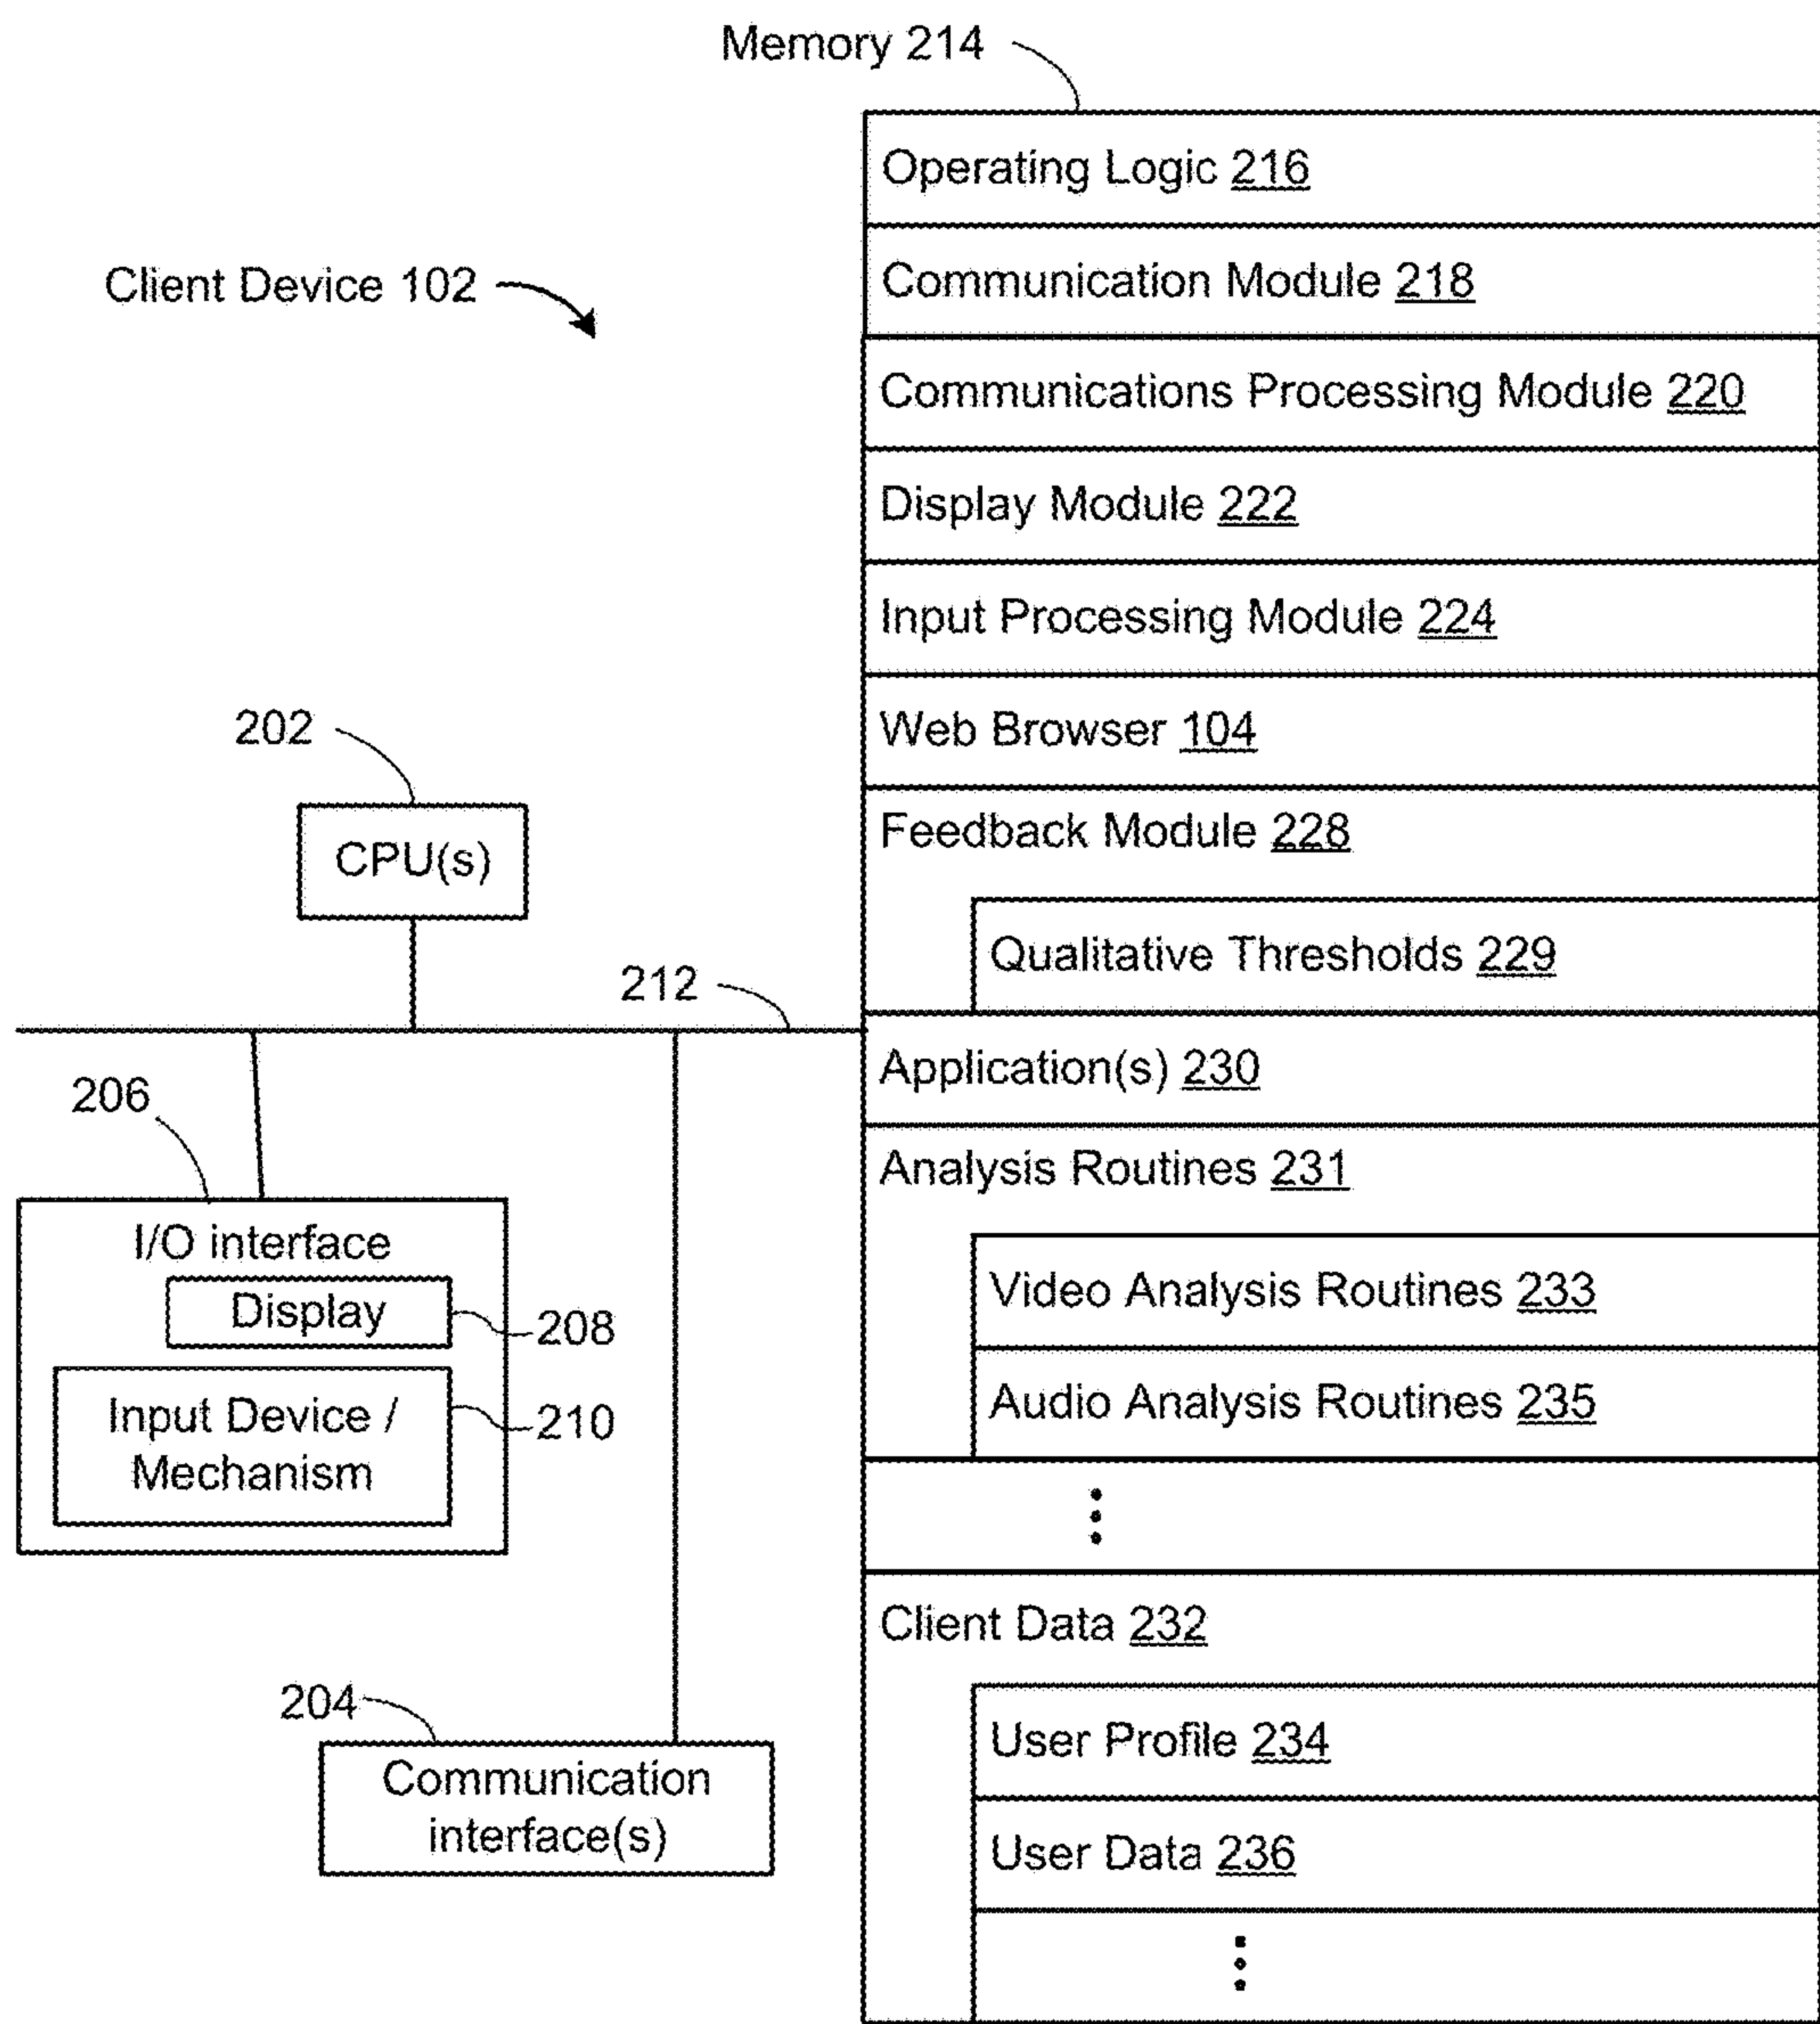 Memory 214
Operating Logic 216
Communication Module 218
Client Device 102
Communications Processing Module 220
Display Module 222
Input Processing Module 224
Web Browser 104
202
CPU(s)
Feedback Module 228
Qualitative Thresholds 229
212
Application(s) 230
206
Analysis Routines 231
I/O interface
Display
208
Video Analysis Routines 233
Input Device /
Mechanism
210
Audio Analysis Routines 235
Client Data 232
204
Communication
interface(s)
User Profile 234
User Data 236